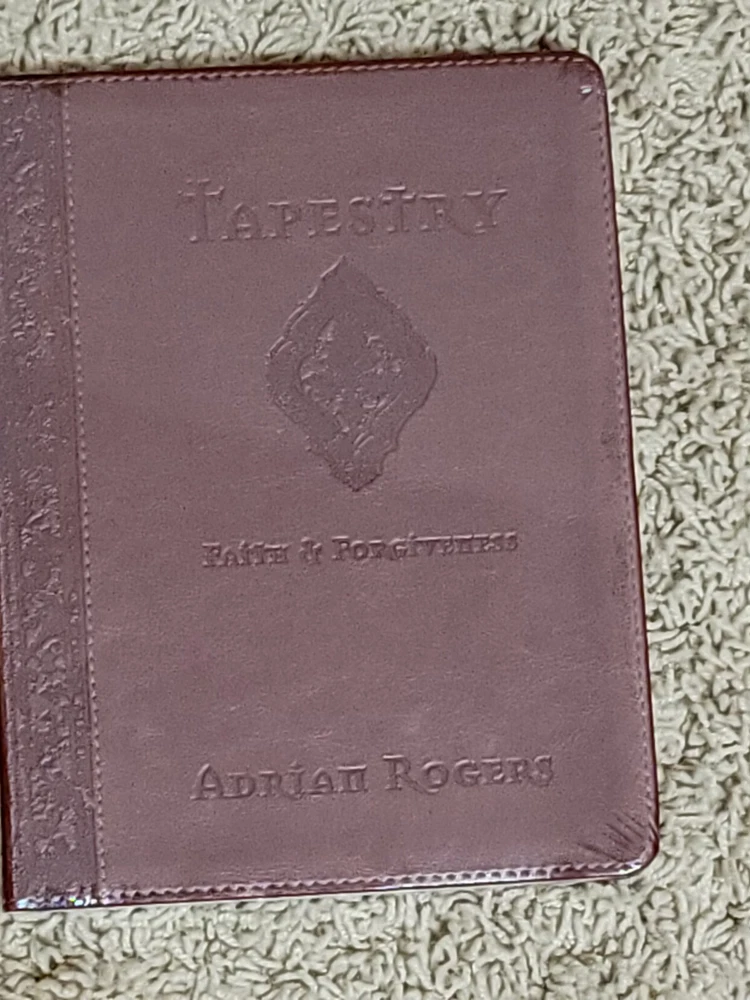 TAPESTRY
FAITH & FORGIVENESS
ADRIAN ROGERS